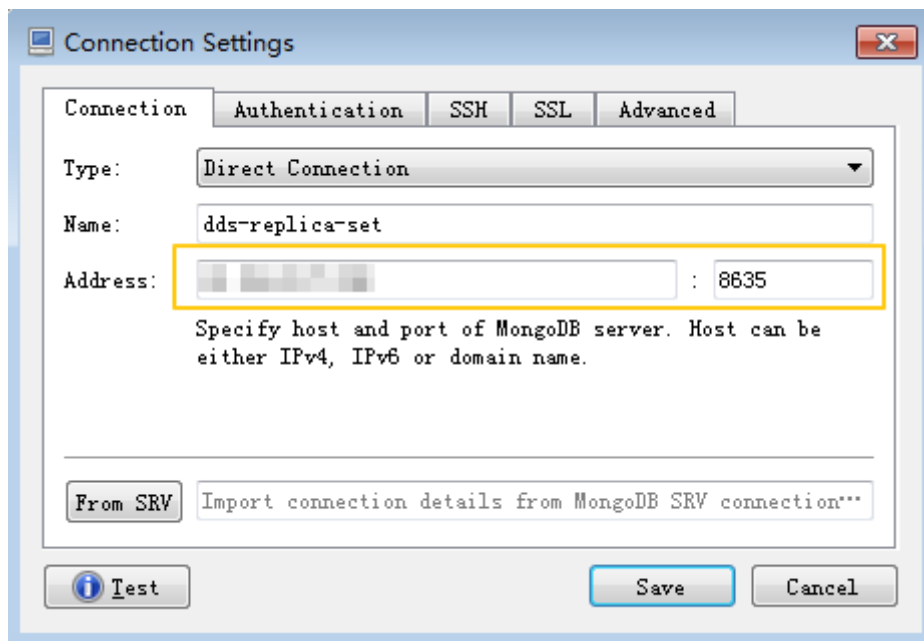 Connection Settings
Connection Authentication SSH SSL Advanced
Type: Direct Connection
Name: dds-replica-set
Address: : 8635
Specify host and port of MongoDB server. Host can be
either IPv4, IPv6 or domain name.
From SRV Import connection details from MongoDB SRV connection···
Test Save Cancel